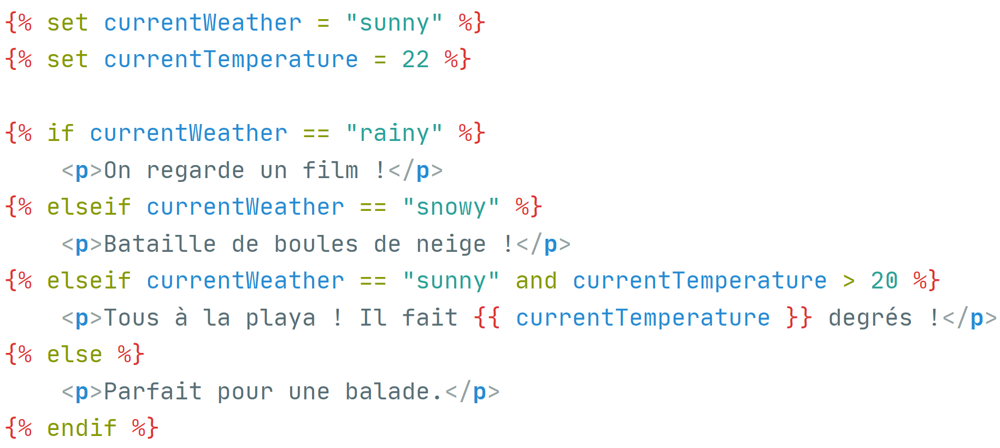 {% set currentWeather = "sunny" %}
{% set currentTemperature = 22 %}

{% if currentWeather == "rainy" %}
    <p>On regarde un film !</p>
{% elseif currentWeather == "snowy" %}
    <p>Bataille de boules de neige !</p>
{% elseif currentWeather == "sunny" and currentTemperature > 20 %}
    <p>Tous à la playa ! Il fait {{ currentTemperature }} degrés !</p>
{% else %}
    <p>Parfait pour une balade.</p>
{% endif %}